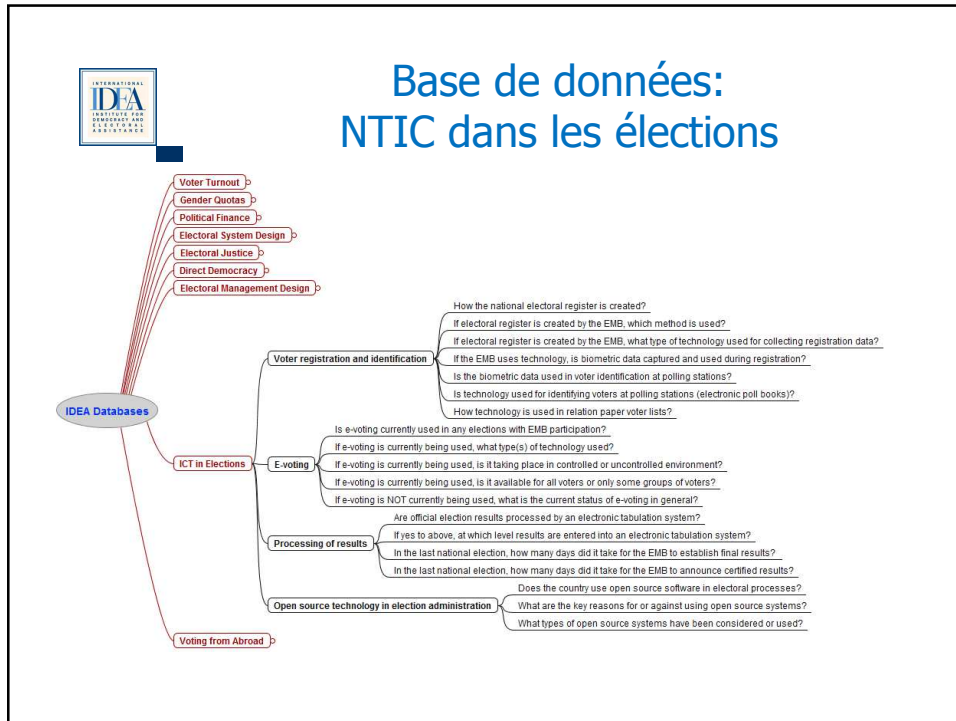 INTERNATIONAL
IDEA
INSTITUTE FOR
DEMOCRACY AND
ELECTORAL
ASSISTANCE
Base de données:
NTIC dans les élections
IDEA Databases
Voter Turnout
Gender Quotas
Political Finance
Electoral System Design
Electoral Justice
Direct Democracy
Electoral Management Design
ICT in Elections
Voter registration and identification
How the national electoral register is created?
If electoral register is created by the EMB, which method is used?
If electoral register is created by the EMB, what type of technology used for collecting registration data?
If the EMB uses technology, is biometric data captured and used during registration?
Is the biometric data used in voter identification at polling stations?
Is technology used for identifying voters at polling stations (electronic poll books)?
How technology is used in relation paper voter lists?
E-voting
Is e-voting currently used in any elections with EMB participation?
If e-voting is currently being used, what type(s) of technology used?
If e-voting is currently being used, is it taking place in controlled or uncontrolled environment?
If e-voting is currently being used, is it available for all voters or only some groups of voters?
If e-voting is NOT currently being used, what is the current status of e-voting in general?
Processing of results
Are official election results processed by an electronic tabulation system?
If yes to above, at which level results are entered into an electronic tabulation system?
In the last national election, how many days did it take for the EMB to establish final results?
In the last national election, how many days did it take for the EMB to announce certified results?
Open source technology in election administration
Does the country use open source software in electoral processes?
What are the key reasons for or against using open source systems?
What types of open source systems have been considered or used?
Voting from Abroad